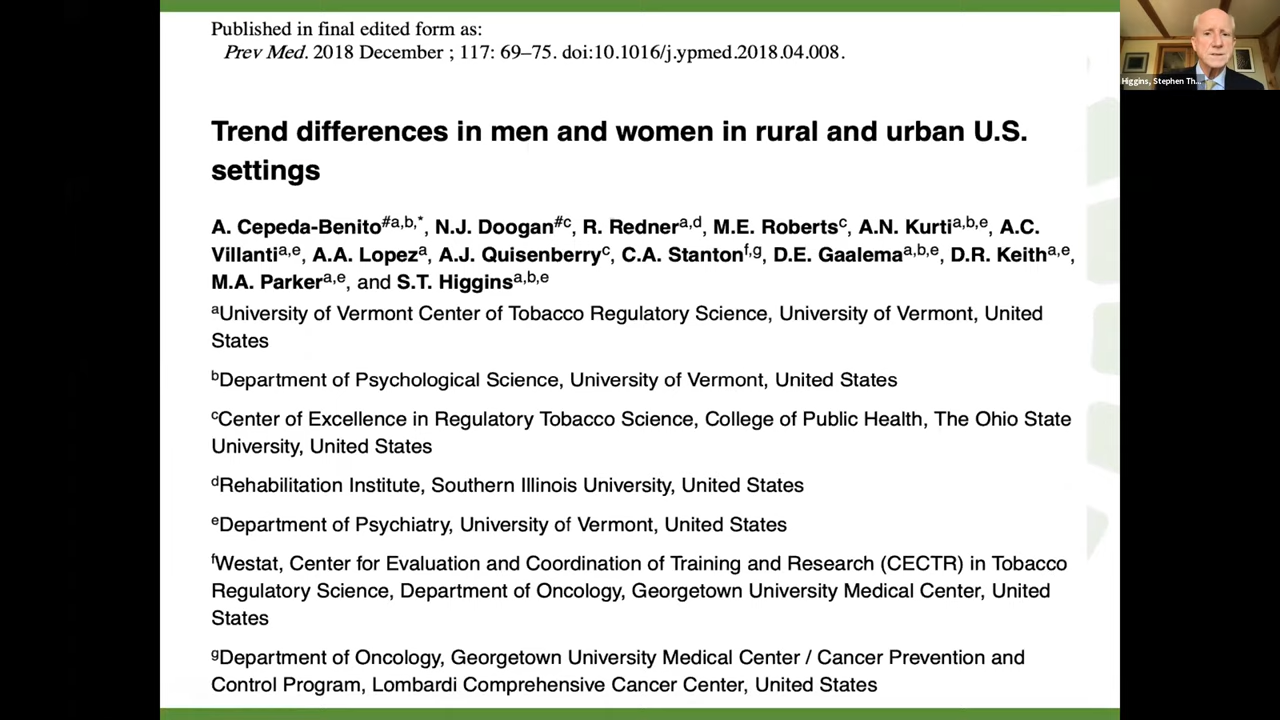 Published in final edited form as:
Prev Med. 2018 December ; 117: 69–75. doi:10.1016/j.ypmed.2018.04.008.
Higgins, Stephen Th...
Trend differences in men and women in rural and urban U.S.
settings
A. Cepeda-Benito#a,b,*, N.J. Doogan#c, R. Rednera,d, M.E. Robertsc, A.N. Kurtia,b,e, A.C.
Villantia,e, A.A. Lopeza, A.J. Quisenberryc, C.A. Stantonf,g, D.E. Gaalemaa,b,e, D.R. Keitha,e,
M.A. Parkera,e, and S.T. Higginsa,b,e
aUniversity of Vermont Center of Tobacco Regulatory Science, University of Vermont, United
States
bDepartment of Psychological Science, University of Vermont, United States
cCenter of Excellence in Regulatory Tobacco Science, College of Public Health, The Ohio State
University, United States
dRehabilitation Institute, Southern Illinois University, United States
eDepartment of Psychiatry, University of Vermont, United States
fWestat, Center for Evaluation and Coordination of Training and Research (CECTR) in Tobacco
Regulatory Science, Department of Oncology, Georgetown University Medical Center, United
States
gDepartment of Oncology, Georgetown University Medical Center / Cancer Prevention and
Control Program, Lombardi Comprehensive Cancer Center, United States